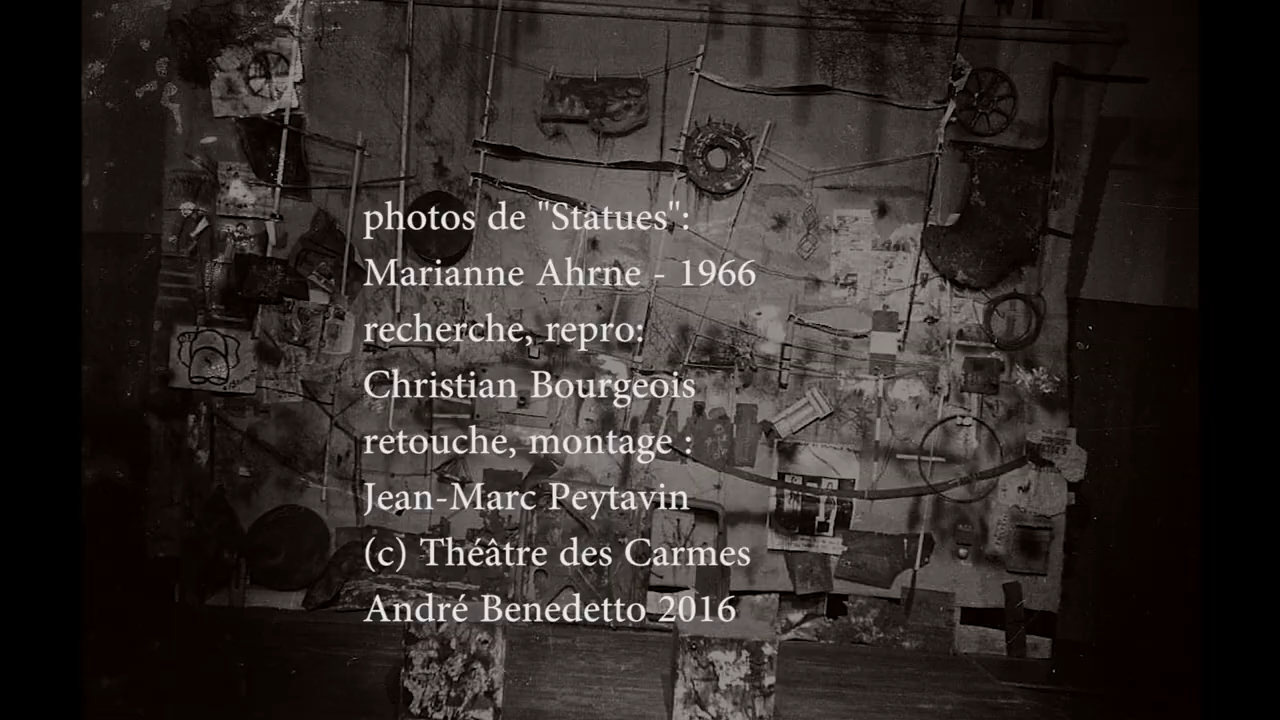 photos de "Statues":
Marianne Ahrne - 1966
recherche, repro:
Christian Bourgeois
retouche, montage :
Jean-Marc Peytavin
(c) Théâtre des Carmes
André Benedetto 2016